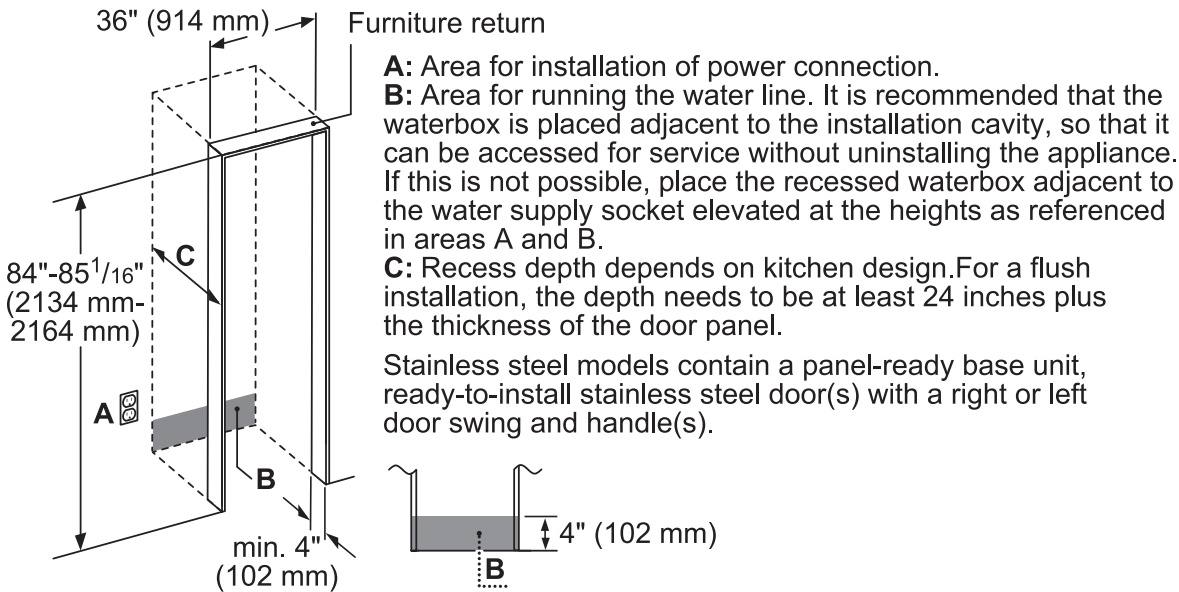 36" (914 mm)
Furniture return
A: Area for installation of power connection.
B: Area for running the water line. It is recommended that the
waterbox is placed adjacent to the installation cavity, so that it
can be accessed for service without uninstalling the appliance.
If this is not possible, place the recessed waterbox adjacent to
the water supply socket elevated at the heights as referenced
in areas A and B.
C: Recess depth depends on kitchen design.For a flush
installation, the depth needs to be at least 24 inches plus
the thickness of the door panel.
Stainless steel models contain a panel-ready base unit,
ready-to-install stainless steel door(s) with a right or left
door swing and handle(s).
C
84"-85 1/16"
(2134 mm-
2164 mm)
A
B
min. 4"
(102 mm)
4" (102 mm)
B